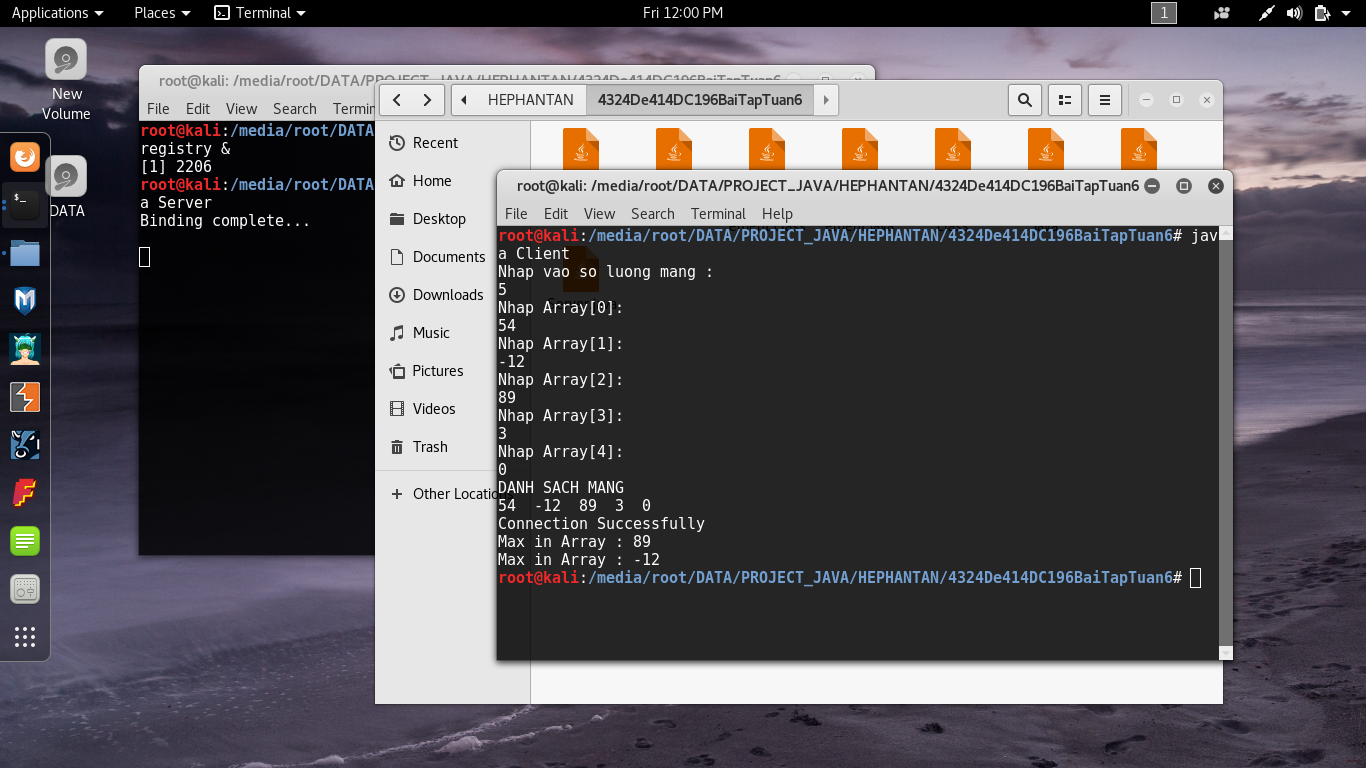 Applications Places Terminal Fri 12:00 PM 1
New
Volume
DATA
root@kali: /media/root/DATA/PROJECT_JAVA/HEPHANTAN/4324De414DC196BaiTapTuan6
File Edit View Search
root@kali:/media/root/DATA
registry &
[1] 2206
root@kali:/media/root/DATA
a Server
Binding complete...
HEPHANTAN 4324De414DC196BaiTapTuan6
Recent
Home
Desktop
Documents
Downloads
Music
Pictures
Videos
Trash
Other
root@kali: /media/root/DATA/PROJECT_JAVA/HEPHANTAN/4324De414DC196BaiTapTuan6
File Edit View Search Terminal Help
root@kali:/media/root/DATA/PROJECT_JAVA/HEPHANTAN/4324De414DC196BaiTapTuan6# jav
a Client
Nhap vao so luong mang :
5
Nhap Array[0]:
54
Nhap Array[1]:
-12
Nhap Array[2]:
89
Nhap Array[3]:
3
Nhap Array[4]:
0
DANH SACH MANG
54 -12 89 3 0
Connection Successfully
Max in Array : 89
Max in Array : -12
root@kali:/media/root/DATA/PROJECT_JAVA/HEPHANTAN/4324De414DC196BaiTapTuan6#